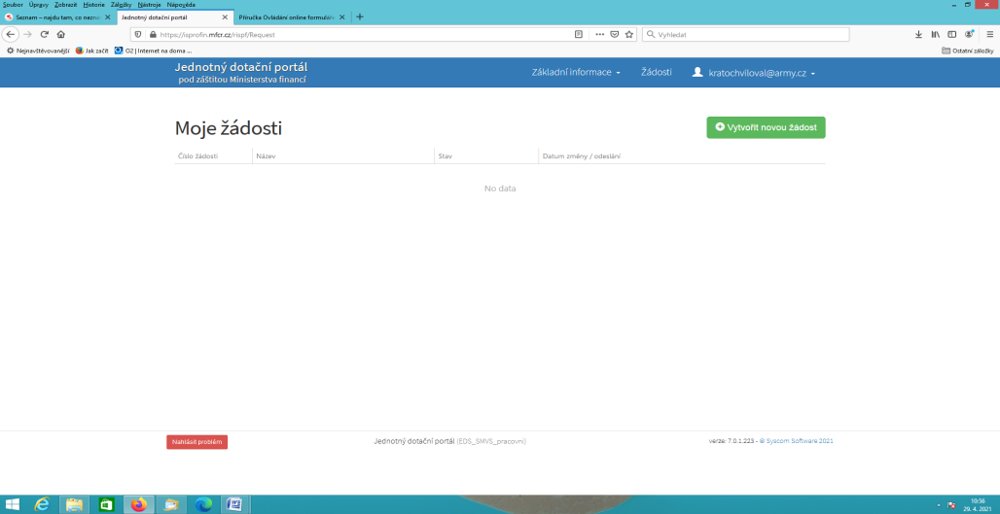 Soubor Úpravy Zobrazit Historie Záložky Nástroje Nápověda
Seznam – najdu tam, co nezn
Jednotný dotační portál
Příručka Ovládání online formulář
https://isprofin.mfcr.cz/rispf/Request
Vyhledat
Nejnavštěvovanější Jak začít O2 | Internet na doma ...
Ostatní záložky
Jednotný dotační portál
pod záštitou Ministerstva financí
Základní informace
Žádosti
kratochviloval@army.cz
Moje žádosti
Vytvořit novou žádost
Číslo žádosti Název Stav Datum změny / odeslání
No data
Nahlásit problém
Jednotný dotační portál (EDS_SMVS_pracovni)
verze: 7.0.1.223 - © Syscom Software 2021
10:56
29. 4. 2021